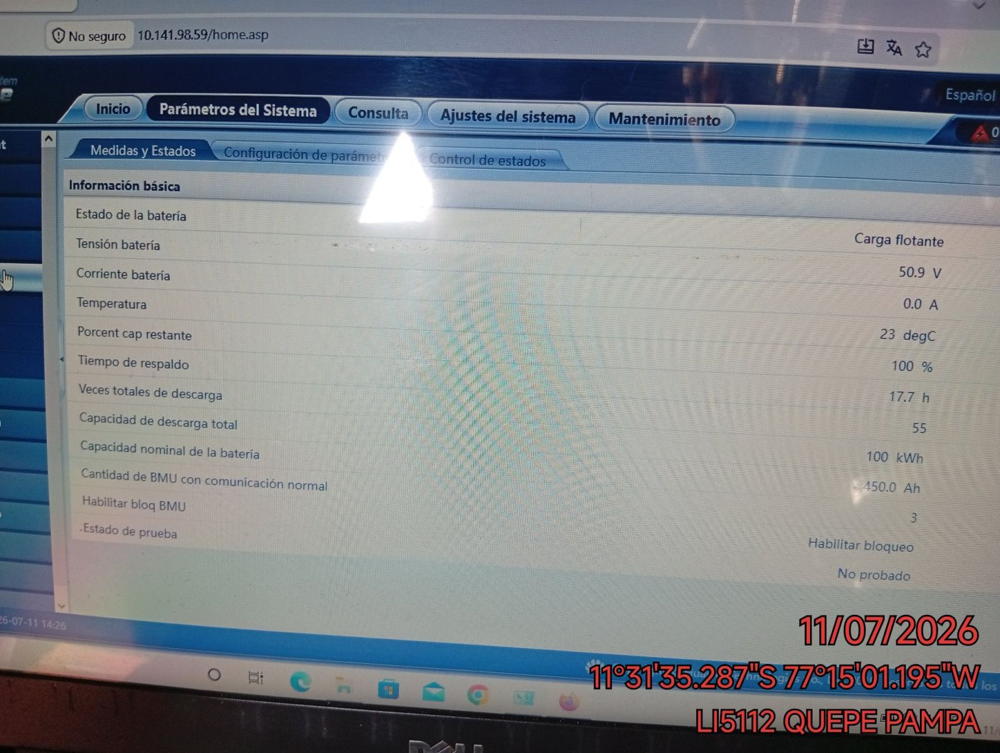 No seguro 10.141.98.59/home.asp
Español
Inicio Parámetros del Sistema Consulta Ajustes del sistema Mantenimiento
0
Medidas y Estados Configuración de Control de estados
Información básica
Estado de la batería Carga flotante
Tensión batería 50.9 V
Corriente batería 0.0 A
Temperatura 23 degC
Porcent cap restante 100 %
Tiempo de respaldo 17.7 h
Veces totales de descarga 55
Capacidad de descarga total 100 kWh
Capacidad nominal de la batería 450.0 Ah
Cantidad de BMU con comunicación normal 3
Habilitar bloq BMU Habilitar bloqueo
.Estado de prueba No probado
26-07-11 14:26
11/07/2026
11°31'35.287"S 77°15'01.195"W
LI5112 QUEPE PAMPA
DELL